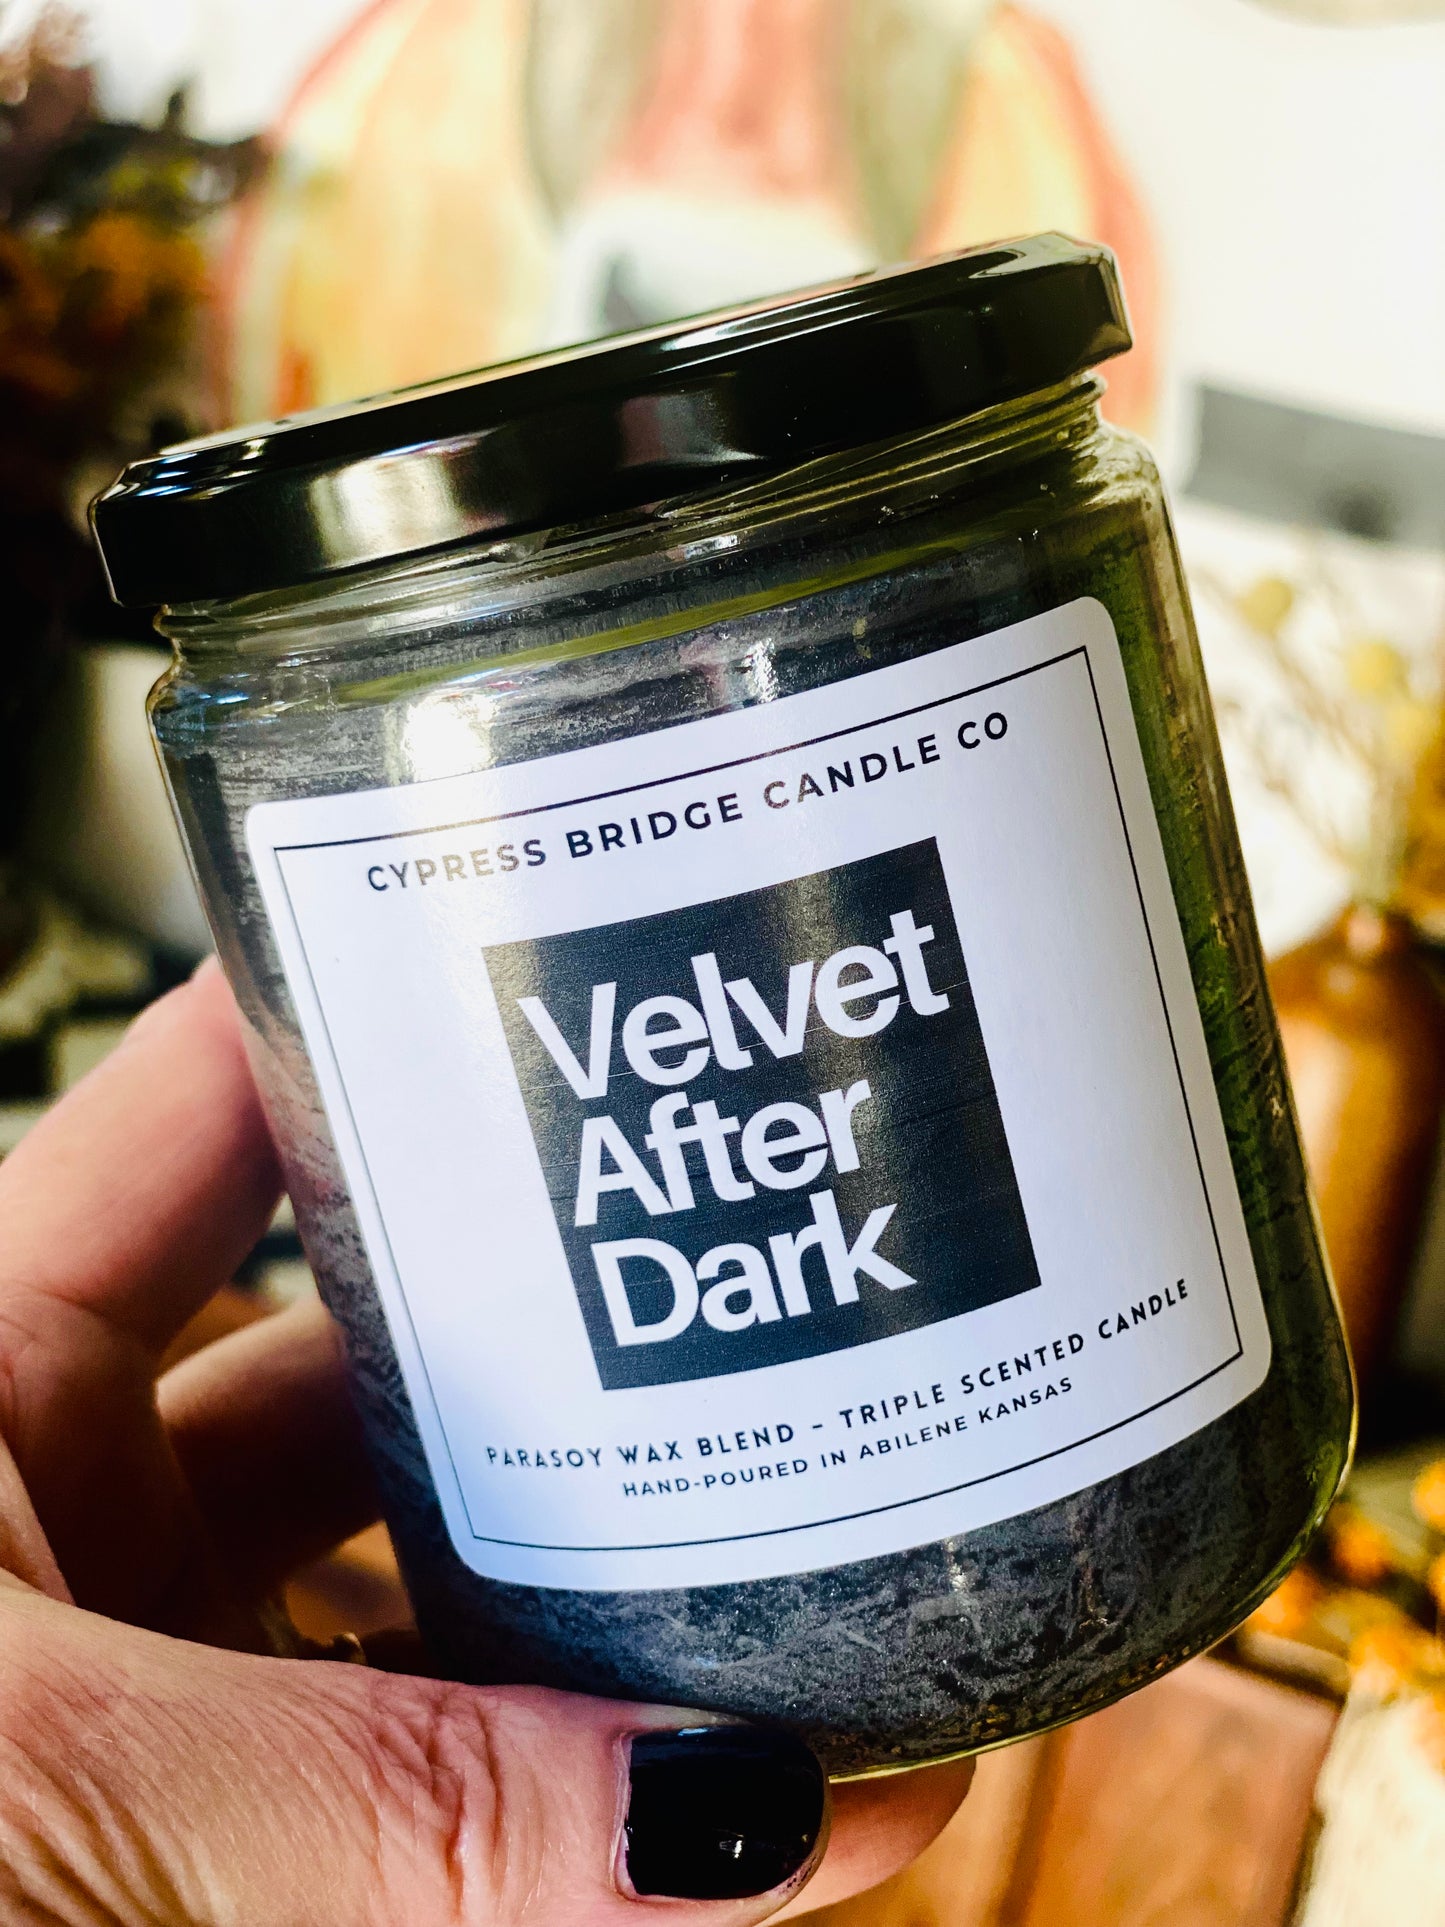 CYPRESS BRIDGE CANDLE CO
Velvet
After
Dark
PARASOY WAX BLEND - TRIPLE SCENTED CANDLE
HAND-POURED IN ABILENE KANSAS